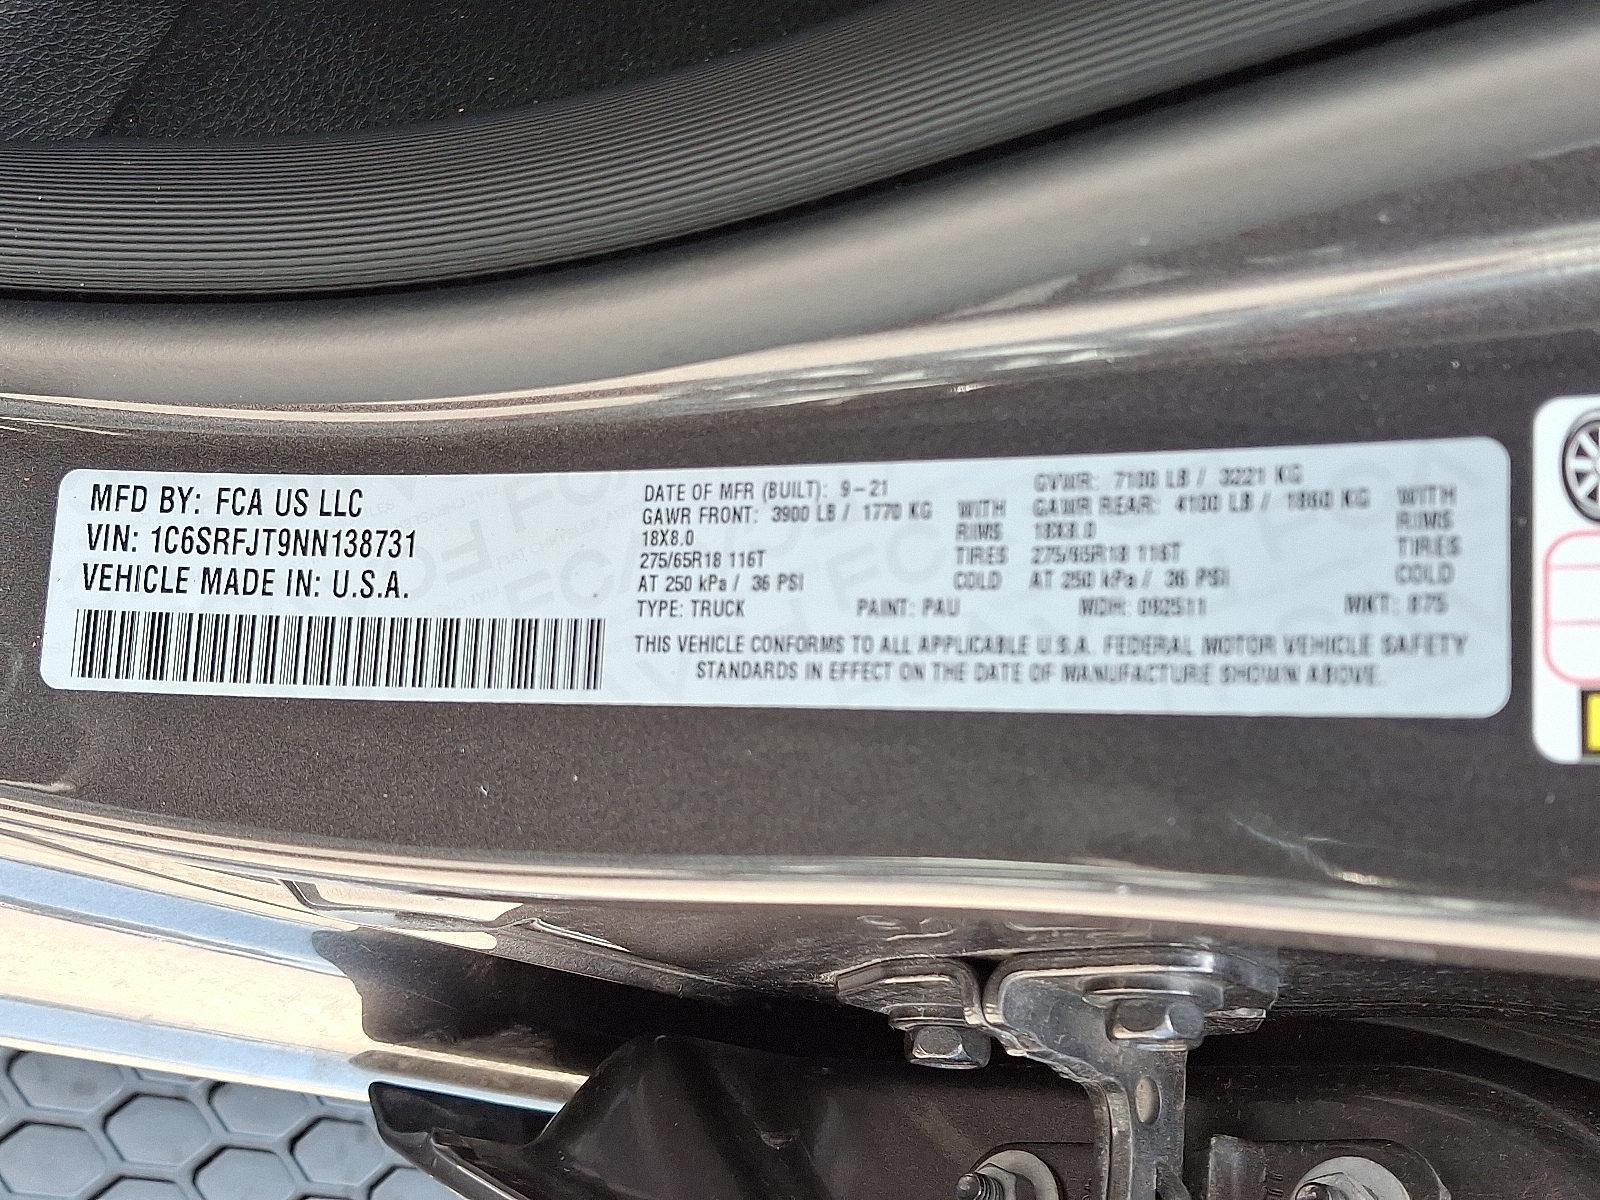 MFD BY: FCA US LLC
VIN: 1C6SRFJT9NN138731
VEHICLE MADE IN: U.S.A.
DATE OF MFR (BUILT): 9-21
GAWR FRONT: 3900 LB / 1770 KG WITH
18X8.0 RIMS
275/65R18 116T TIRES
AT 250 kPa / 36 PSI COLD
GVWR: 7100 LB / 3221 KG
GAWR REAR: 4100 LB / 1860 KG WITH
18X8.0 RIMS
275/65R18 116T TIRES
AT 250 kPa / 36 PSI COLD
TYPE: TRUCK PAINT: PAU MDH: 092511 MKT:
THIS VEHICLE CONFORMS TO ALL APPLICABLE U.S.A. FEDERAL MOTOR VEHICLE SAFETY
STANDARDS IN EFFECT ON THE DATE OF MANUFACTURE SHOWN ABOVE.